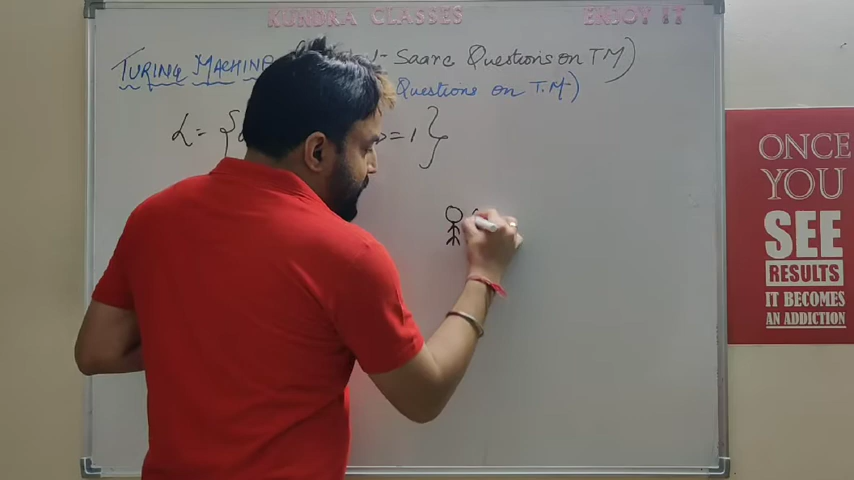 KUNDRA CLASSES ENJOY IT
TURING MACHINE - Saare Questions on TM)
Questions on T.M)
L = { >=1 }
ONCE
YOU
SEE
RESULTS
IT BECOMES
AN ADDICTION